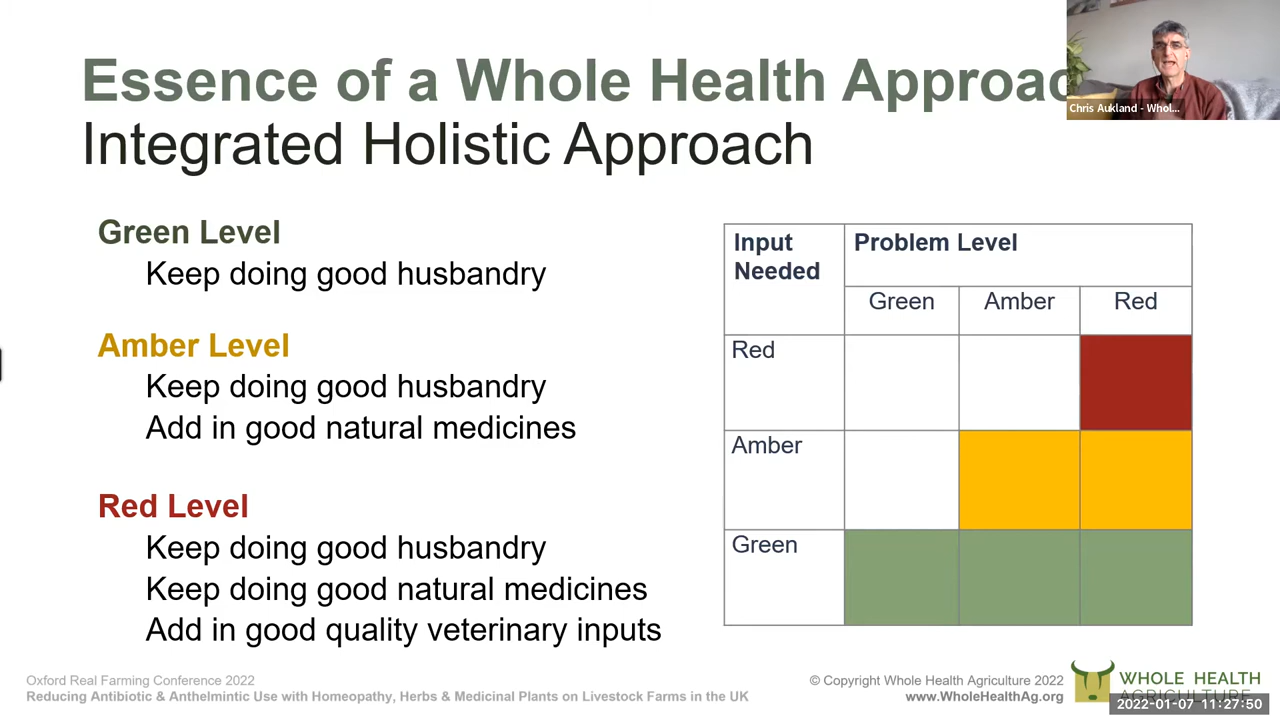 Essence of a Whole Health Approac
Integrated Holistic Approach
Chris Aukland - Whol...
Green Level
Keep doing good husbandry
Amber Level
Keep doing good husbandry
Add in good natural medicines
Red Level
Keep doing good husbandry
Keep doing good natural medicines
Add in good quality veterinary inputs
Input Needed
Problem Level
Green Amber Red
Red
Amber
Green
Oxford Real Farming Conference 2022
Reducing Antibiotic & Anthelmintic Use with Homeopathy, Herbs & Medicinal Plants on Livestock Farms in the UK
© Copyright Whole Health Agriculture 2022
www.WholeHealthAg.org
WHOLE HEALTH
AGRICULTURE
2022-01-07 11:27:50